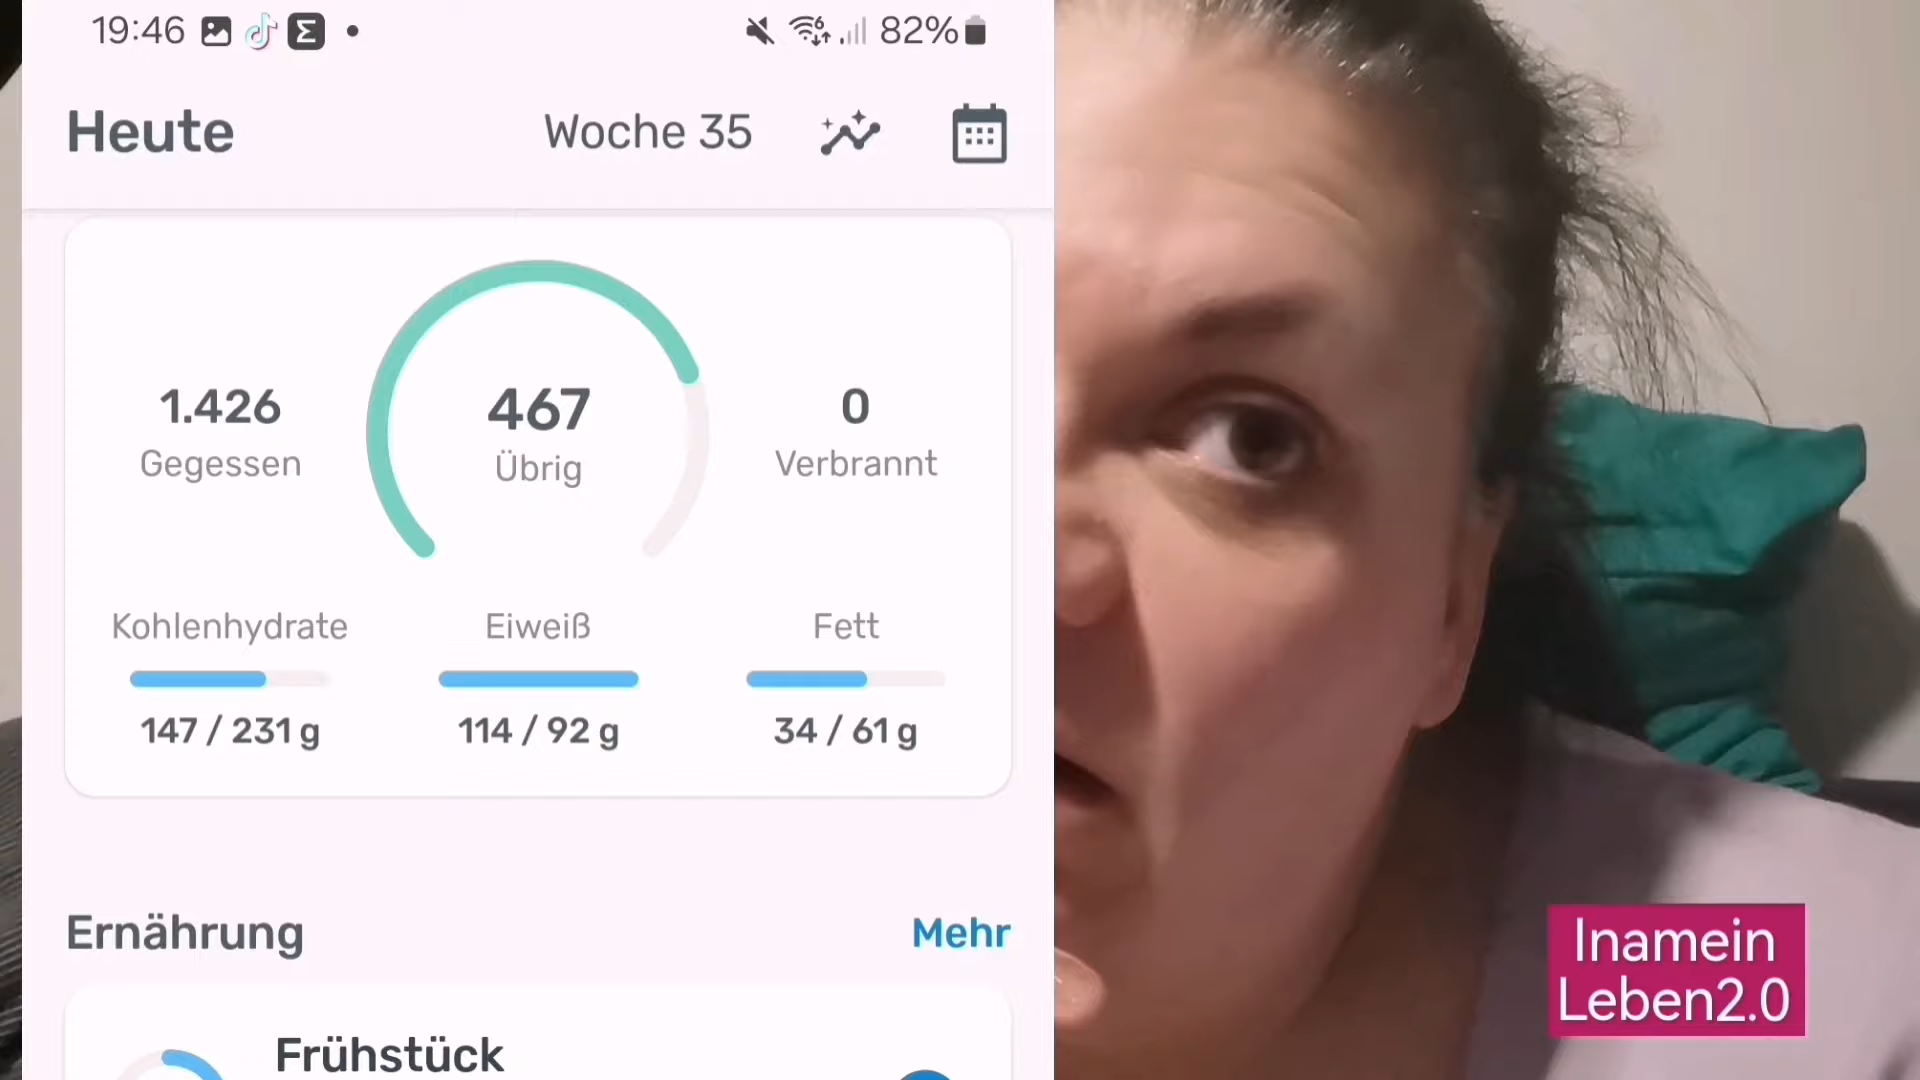 19:46
82%
Heute
Woche 35
1.426
Gegessen
467
Übrig
0
Verbrannt
Kohlenhydrate
147 / 231 g
Eiweiß
114 / 92 g
Fett
34 / 61 g
Ernährung
Mehr
Frühstück
Inamein
Leben2.0